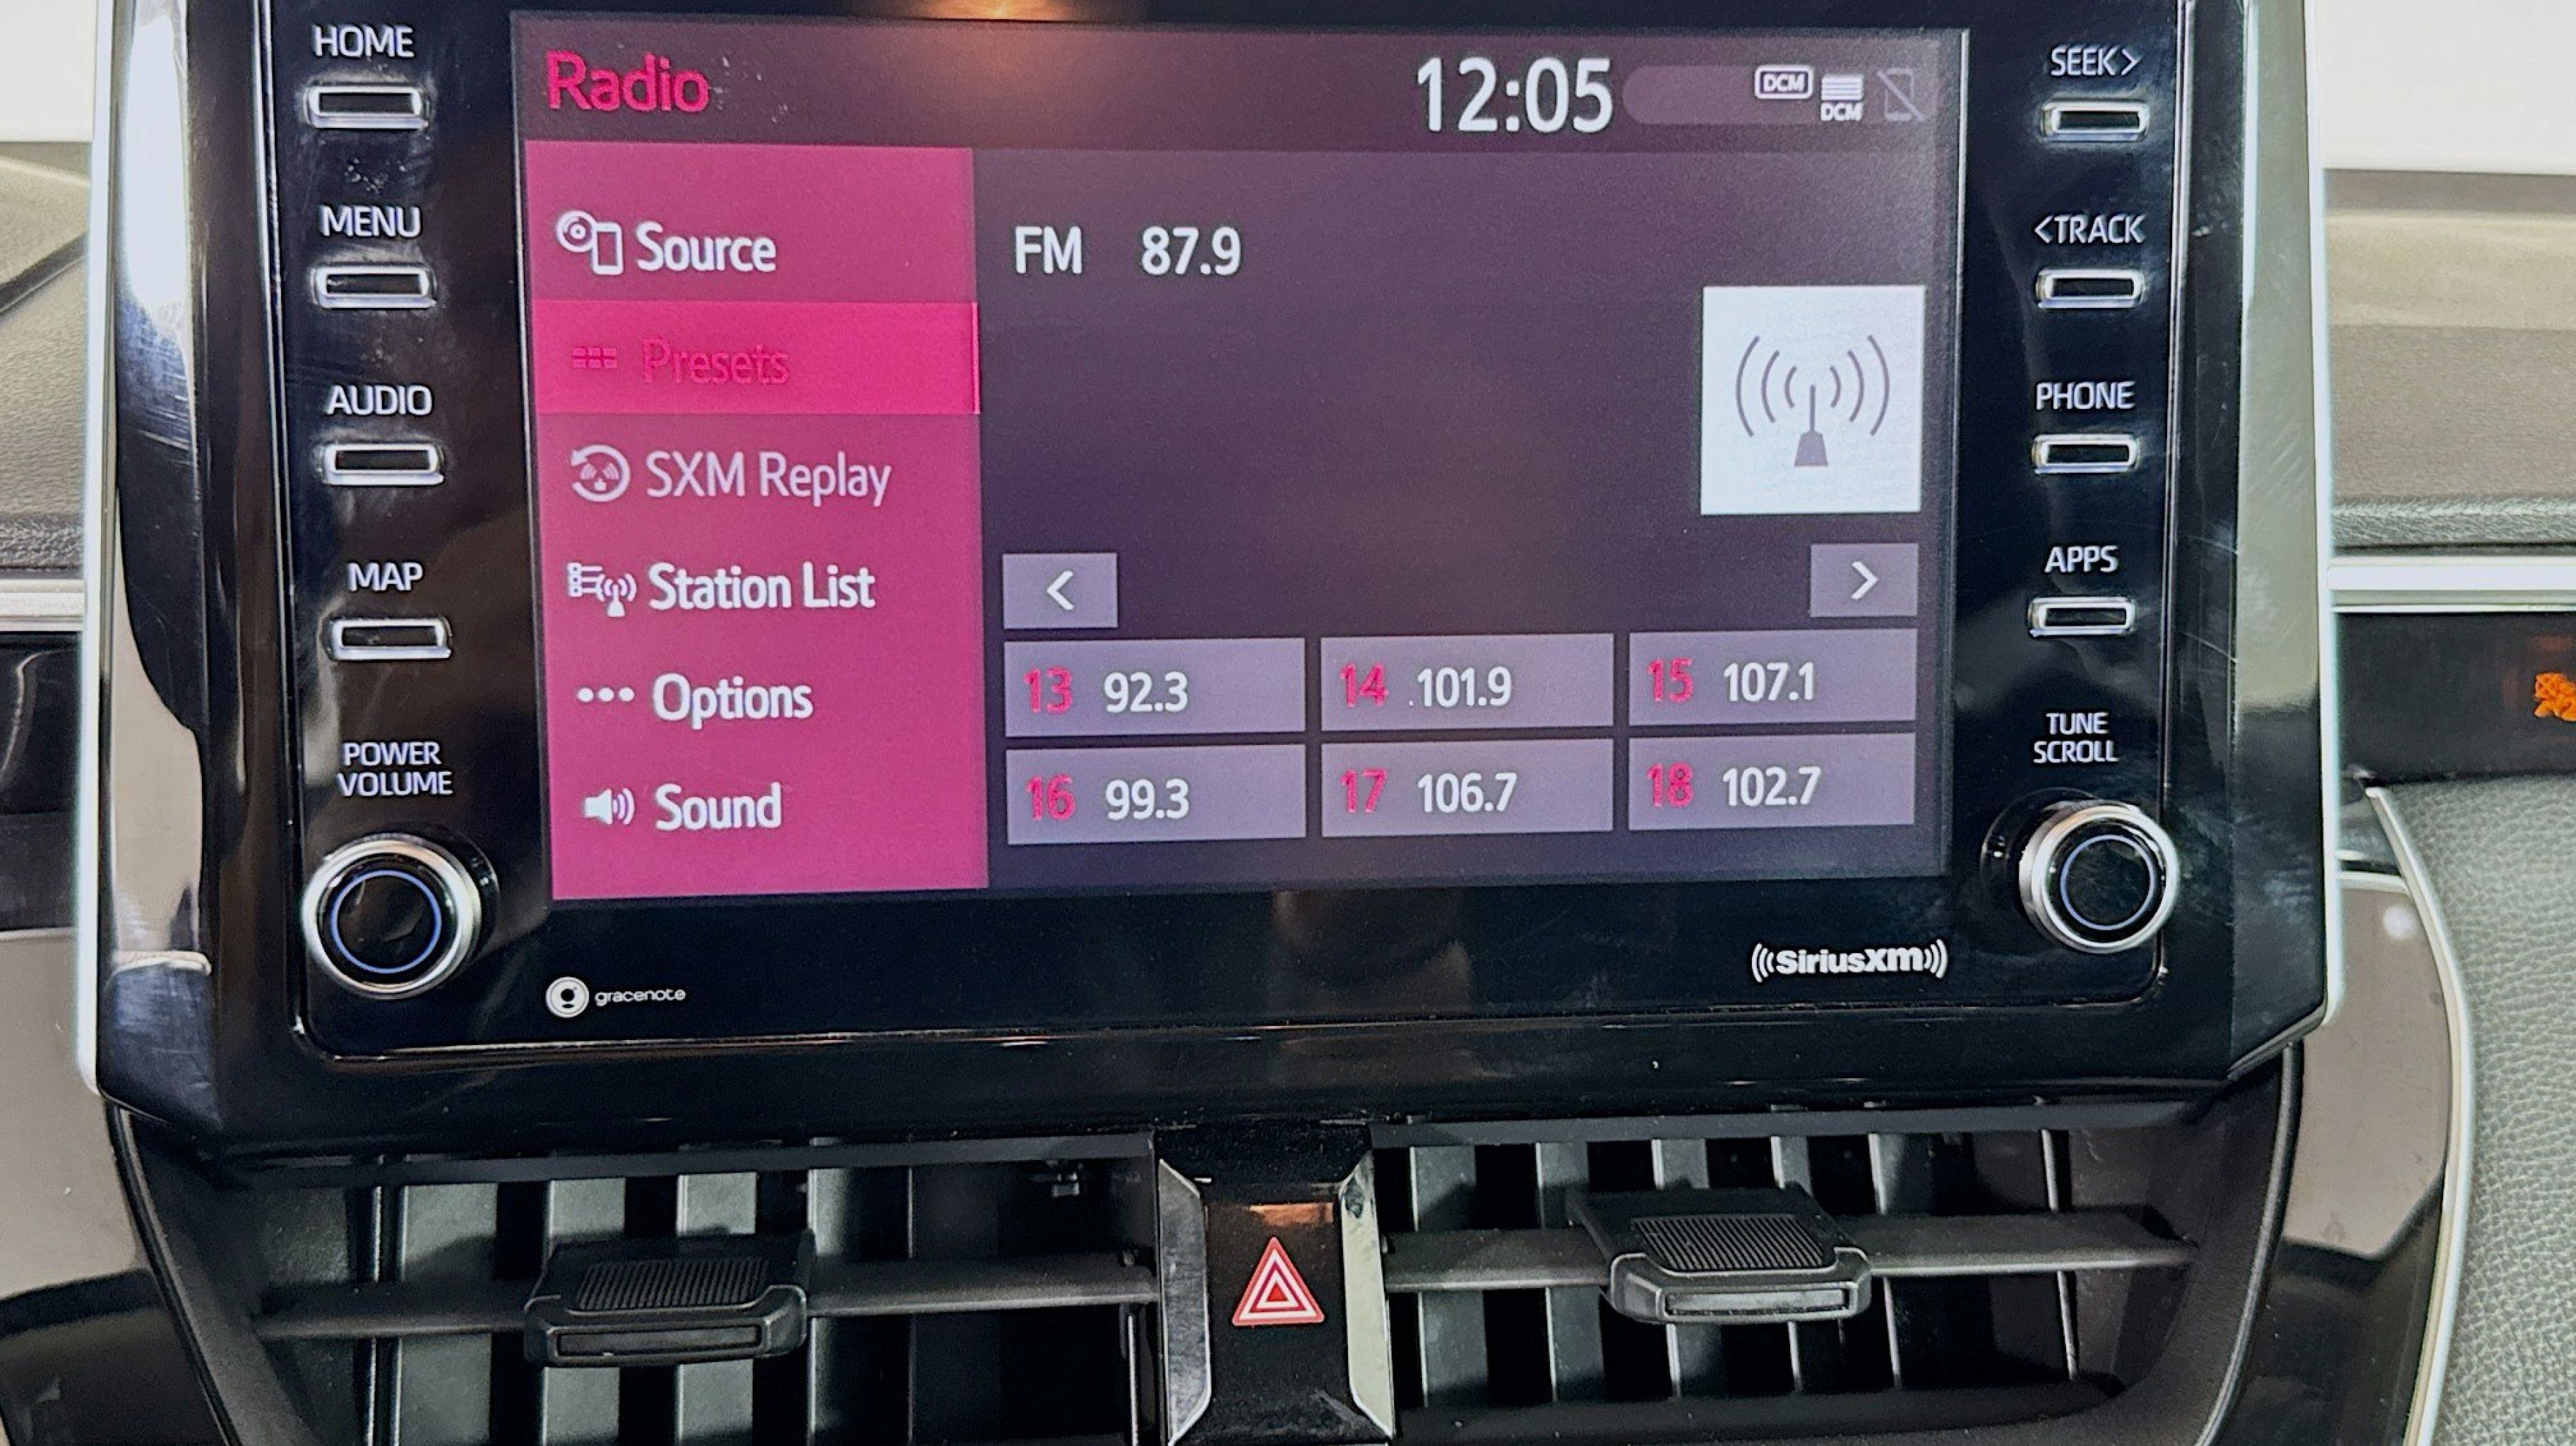 HOME
MENU
AUDIO
MAP
POWER
VOLUME
Radio
12:05
DCM
DCM
Source
Presets
SXM Replay
Station List
Options
Sound
FM 87.9
<
>
13 92.3
14 101.9
15 107.1
16 99.3
17 106.7
18 102.7
SEEK>
<TRACK
PHONE
APPS
TUNE
SCROLL
gracenote
((SiriusXM))